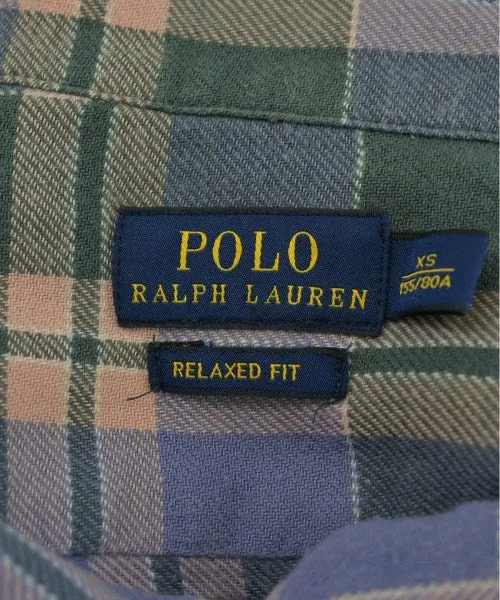 POLO
RALPH LAUREN
XS
155/80A
RELAXED FIT